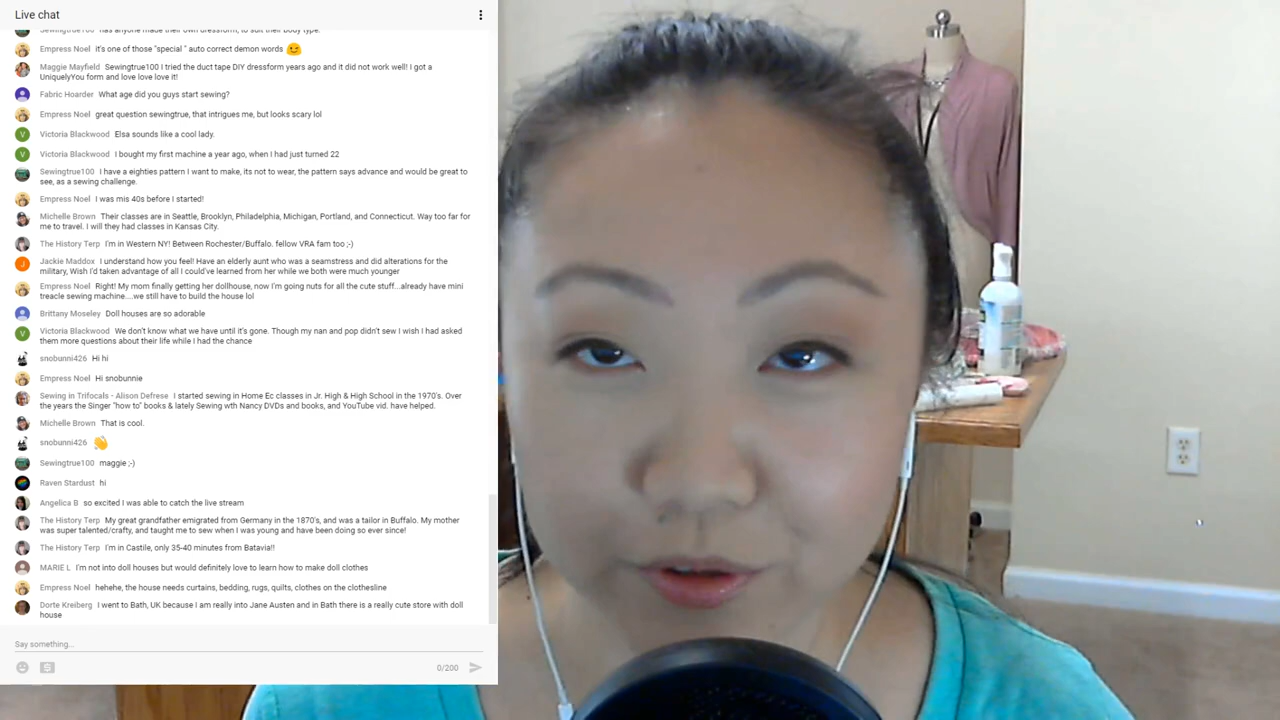 Live chat
Sewingtrue100 has anyone made their own dressform, to suit their body type.
Empress Noel it's one of those "special " auto correct demon words
Maggie Mayfield Sewingtrue100 I tried the duct tape DIY dressform years ago and it did not work well! I got a
UniquelyYou form and love love love it!
Fabric Hoarder What age did you guys start sewing?
Empress Noel great question sewingtrue, that intrigues me, but looks scary lol
V Victoria Blackwood Elsa sounds like a cool lady.
V Victoria Blackwood I bought my first machine a year ago, when I had just turned 22
Sewingtrue100 I have a eighties pattern I want to make, its not to wear, the pattern says advance and would be great to
see, as a sewing challenge.
Empress Noel I was mis 40s before I started!
Michelle Brown Their classes are in Seattle, Brooklyn, Philadelphia, Michigan, Portland, and Connecticut. Way too far for
me to travel. I will they had classes in Kansas City.
The History Terp I'm in Western NY! Between Rochester/Buffalo. fellow VRA fam too ;-)
J Jackie Maddox I understand how you feel! Have an elderly aunt who was a seamstress and did alterations for the
military, Wish I'd taken advantage of all I could've learned from her while we both were much younger
Empress Noel Right! My mom finally getting her dollhouse, now I'm going nuts for all the cute stuff...already have mini
treacle sewing machine....we still have to build the house lol
Brittany Moseley Doll houses are so adorable
V Victoria Blackwood We don't know what we have until it's gone. Though my nan and pop didn't sew I wish I had asked
them more questions about their life while I had the chance
snobunni426 Hi hi
Empress Noel Hi snobunnie
Sewing in Trifocals - Alison Defrese I started sewing in Home Ec classes in Jr. High & High School in the 1970's. Over
the years the Singer "how to" books & lately Sewing wth Nancy DVDs and books, and YouTube vid. have helped.
Michelle Brown That is cool.
snobunni426
Sewingtrue100 maggie ;-)
Raven Stardust hi
Angelica B so excited I was able to catch the live stream
The History Terp My great grandfather emigrated from Germany in the 1870's, and was a tailor in Buffalo. My mother
was super talented/crafty, and taught me to sew when I was young and have been doing so ever since!
The History Terp I'm in Castile, only 35-40 minutes from Batavia!!
MARIE L I'm not into doll houses but would definitely love to learn how to make doll clothes
Empress Noel hehehe, the house needs curtains, bedding, rugs, quilts, clothes on the clothesline
Dorte Kreiberg I went to Bath, UK because I am really into Jane Austen and in Bath there is a really cute store with doll
house
Say something...
0/200